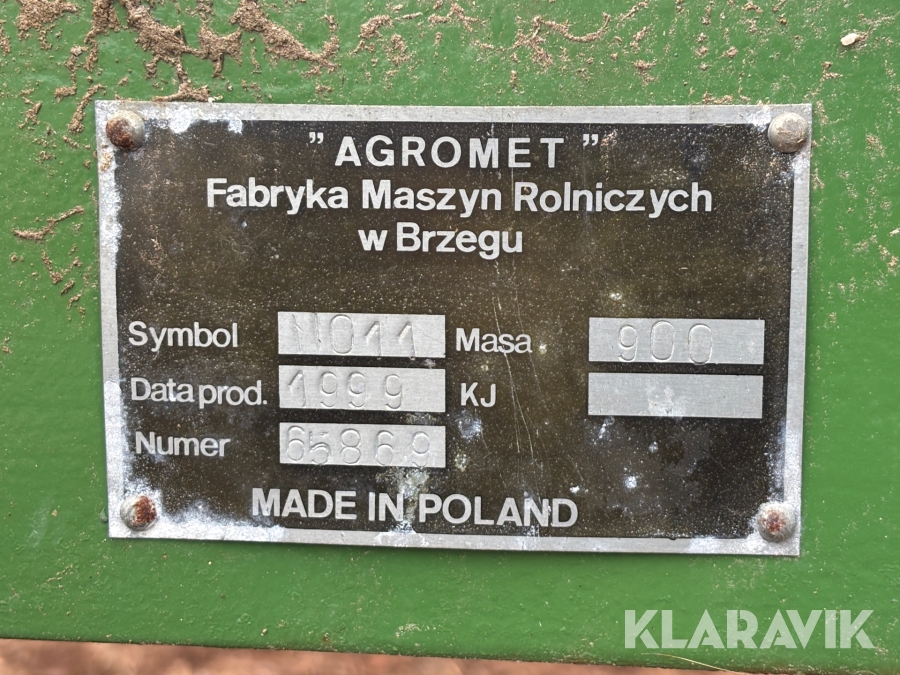 " AGROMET "
Fabryka Maszyn Rolniczych
w Brzegu
Symbol N011 Masa 900
Data prod. 1999 KJ
Numer 65869
MADE IN POLAND
KLARAVIK